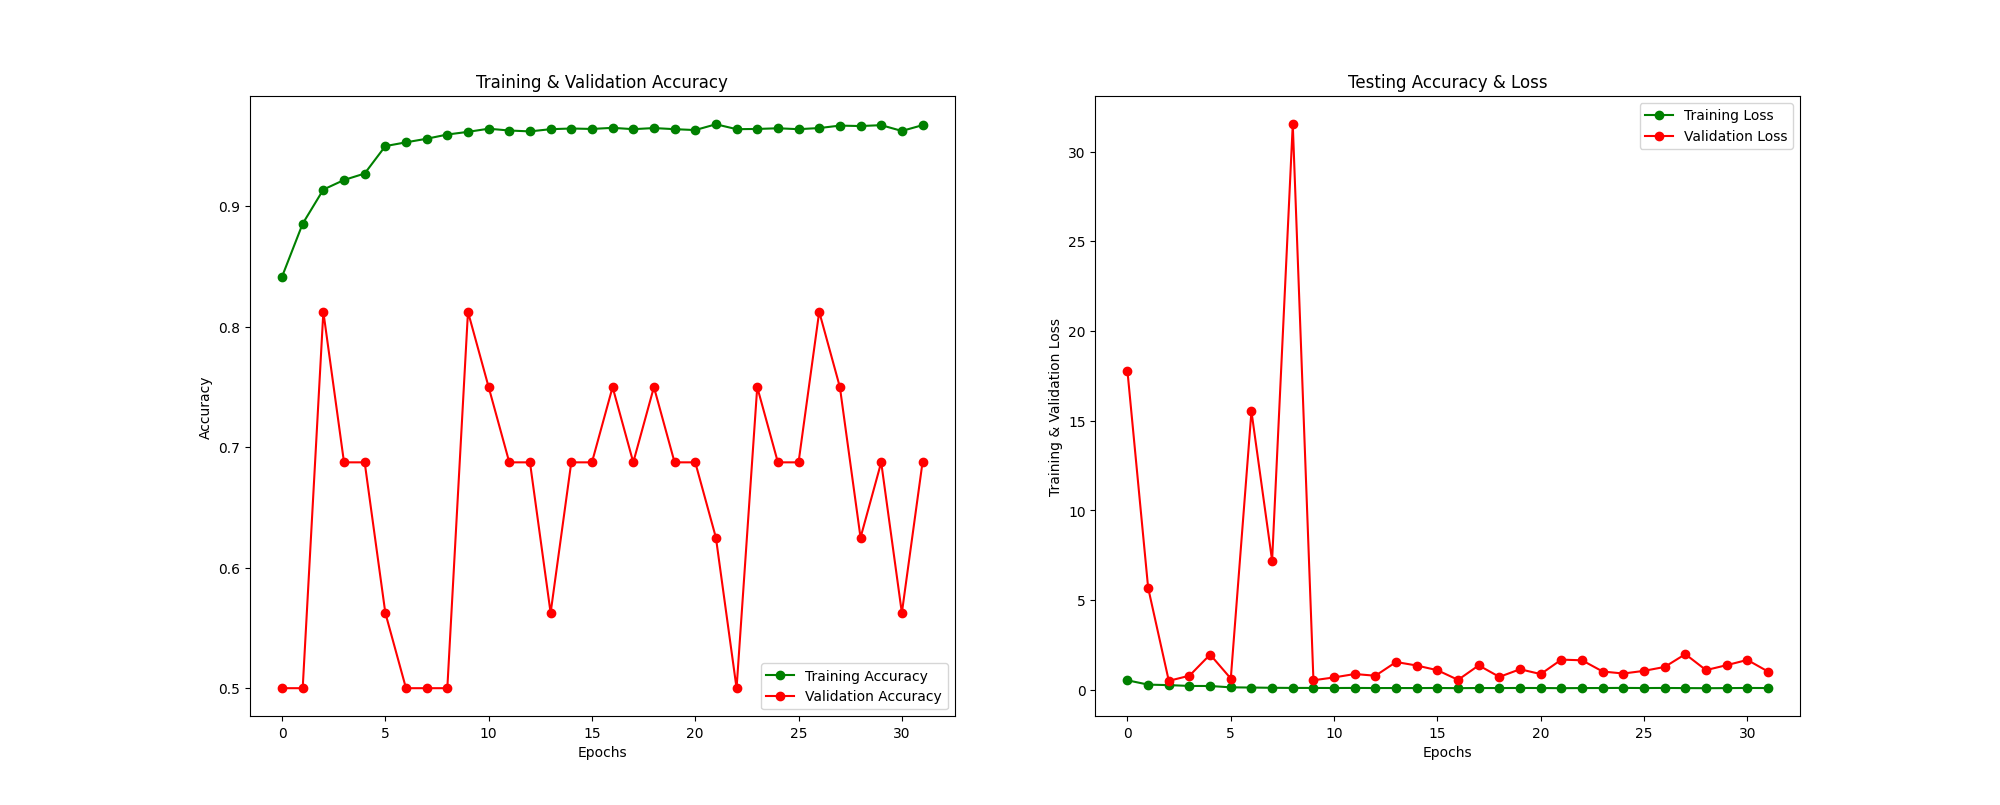 Training & Validation Accuracy
Accuracy
0.9
0.8
0.7
0.6
0.5
0 5 10 15 20 25 30
Epochs
Training Accuracy
Validation Accuracy
Testing Accuracy & Loss
Training & Validation Loss
30
25
20
15
10
5
0
0 5 10 15 20 25 30
Epochs
Training Loss
Validation Loss